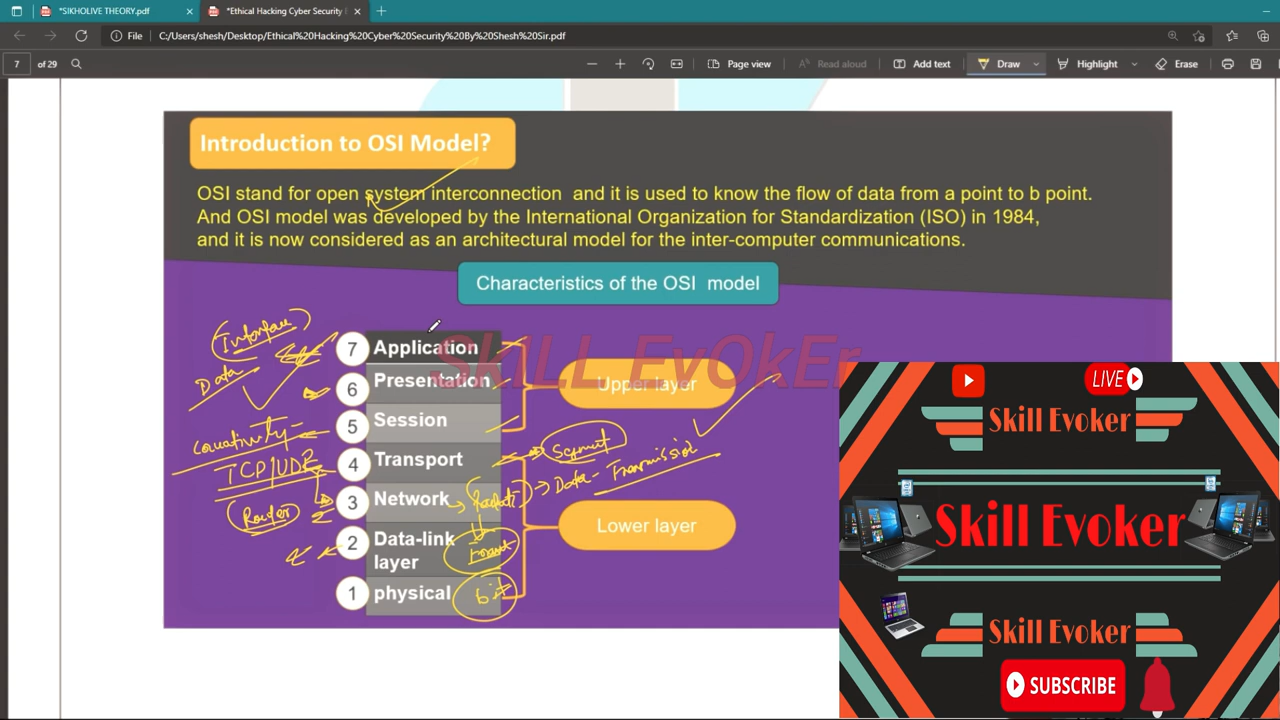 *SIKHOLIVE THEORY.pdf
*Ethical Hacking Cyber Security
File
C:/Users/shesh/Desktop/Ethical%20Hacking%20Cyber%20Security%20By%20Shesh%20Sir.pdf
7 of 29
Page view
Read aloud
Add text
Draw
Highlight
Erase
Introduction to OSI Model?
OSI stand for open system interconnection and it is used to know the flow of data from a point to b point.
And OSI model was developed by the International Organization for Standardization (ISO) in 1984,
and it is now considered as an architectural model for the inter-computer communications.
Characteristics of the OSI model
Interface
Data
TCP/UDP
Router
7 Application
6 Presentation
5 Session
4 Transport
3 Network
2 Data-link
layer
1 physical
bit
Segment
Data - Transmission
SKiLL EvOkEr
Upper layer
Lower layer
LIVE
Skill Evoker
Skill Evoker
Skill Evoker
SUBSCRIBE